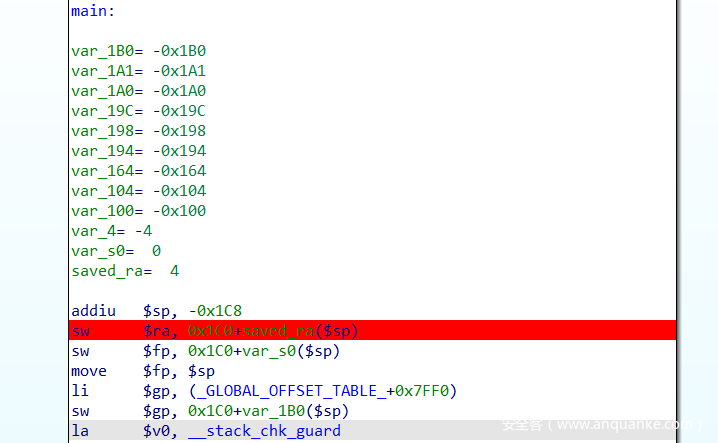 main:
var_1B0= -0x1B0
var_1A1= -0x1A1
var_1A0= -0x1A0
var_19C= -0x19C
var_198= -0x198
var_194= -0x194
var_164= -0x164
var_104= -0x104
var_100= -0x100
var_4= -4
var_s0=  0
saved_ra=  4
addiu   $sp, -0x1C8
sw      $ra, 0x1C0+saved_ra($sp)
sw      $fp, 0x1C0+var_s0($sp)
move    $fp, $sp
li      $gp, (_GLOBAL_OFFSET_TABLE_+0x7FF0)
sw      $gp, 0x1C0+var_1B0($sp)
la      $v0, __stack_chk_guard
安全客（www.anquanke.com）